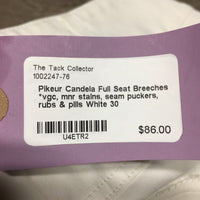 The Tack Collector
1002247-76
Pikeur Candela Full Seat Breeches
*vgc, mnr stains, seam puckers,
rubs & pills White 30
$86.00
U4ETR2